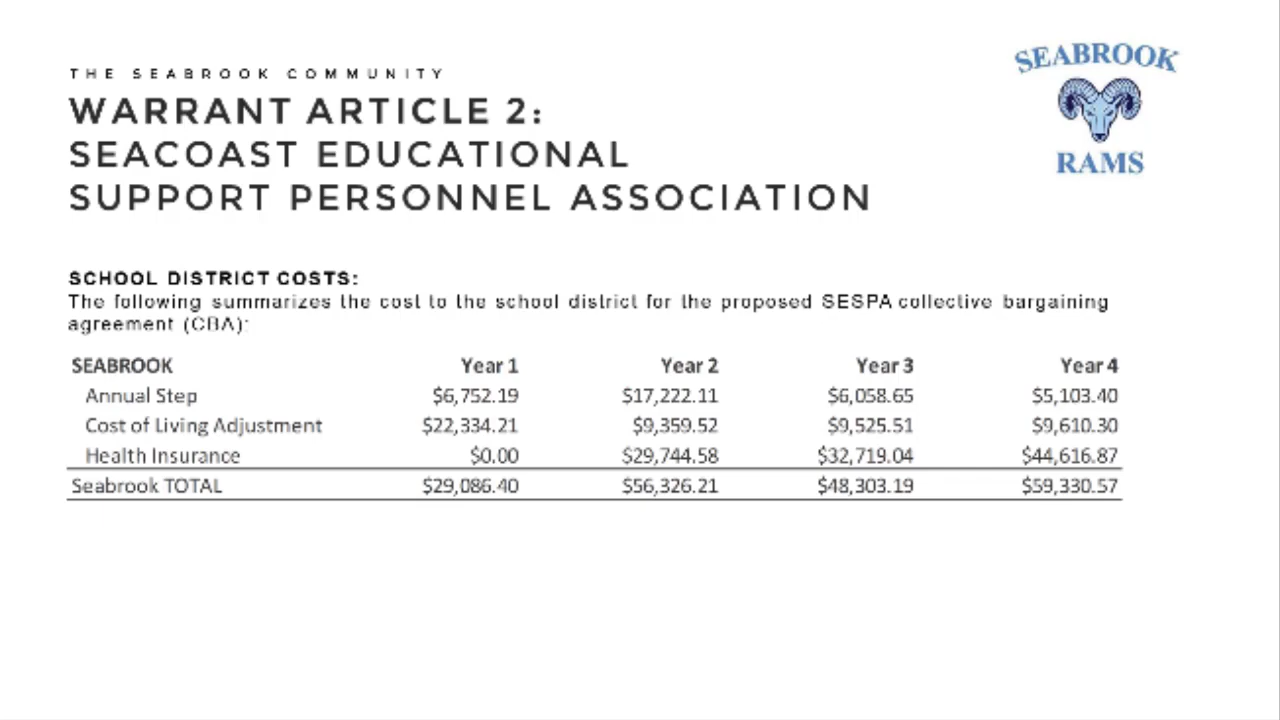 SEABROOK
RAMS
THE SEABROOK COMMUNITY
WARRANT ARTICLE 2:
SEACOAST EDUCATIONAL
SUPPORT PERSONNEL ASSOCIATION
SCHOOL DISTRICT COSTS:
The following summarizes the cost to the school district for the proposed SESPA collective bargaining
agreement (CBA):
SEABROOK Year 1 Year 2 Year 3 Year 4
Annual Step $6,752.19 $17,222.11 $6,058.65 $5,103.40
Cost of Living Adjustment $22,334.21 $9,359.52 $9,525.51 $9,610.30
Health Insurance $0.00 $29,744.58 $32,719.04 $44,616.87
Seabrook TOTAL $29,086.40 $56,326.21 $48,303.19 $59,330.57